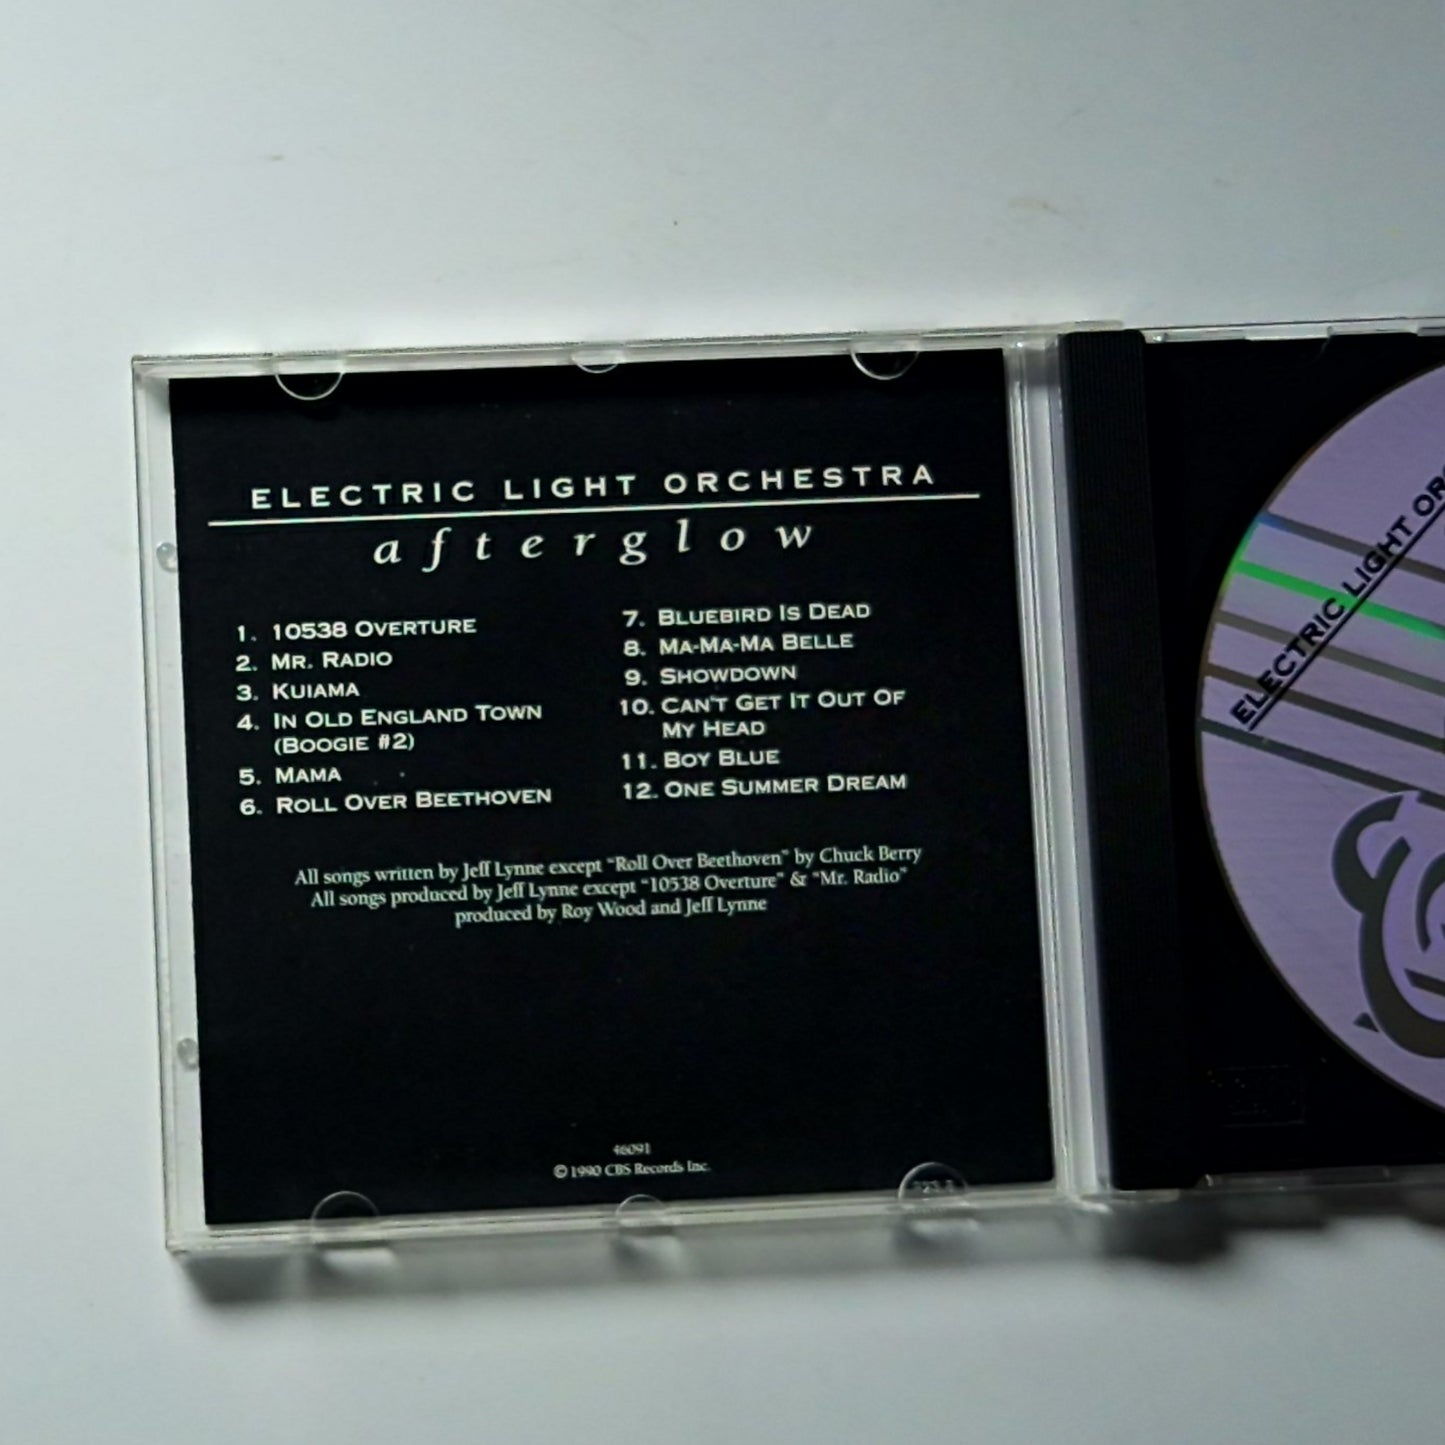 ELECTRIC LIGHT ORCHESTRA
afterglow
1. 10538 OVERTURE
2. MR. RADIO
3. KUIAMA
4. IN OLD ENGLAND TOWN
(BOOGIE #2)
5. MAMA
6. ROLL OVER BEETHOVEN
7. BLUEBIRD IS DEAD
8. MA-MA-MA BELLE
9. SHOWDOWN
10. CAN'T GET IT OUT OF
MY HEAD
11. BOY BLUE
12. ONE SUMMER DREAM
All songs written by Jeff Lynne except "Roll Over Beethoven" by Chuck Berry
All songs produced by Jeff Lynne except "10538 Overture" & "Mr. Radio"
produced by Roy Wood and Jeff Lynne
46091
© 1990 CBS Records Inc.
ELECTRIC LIGHT OR